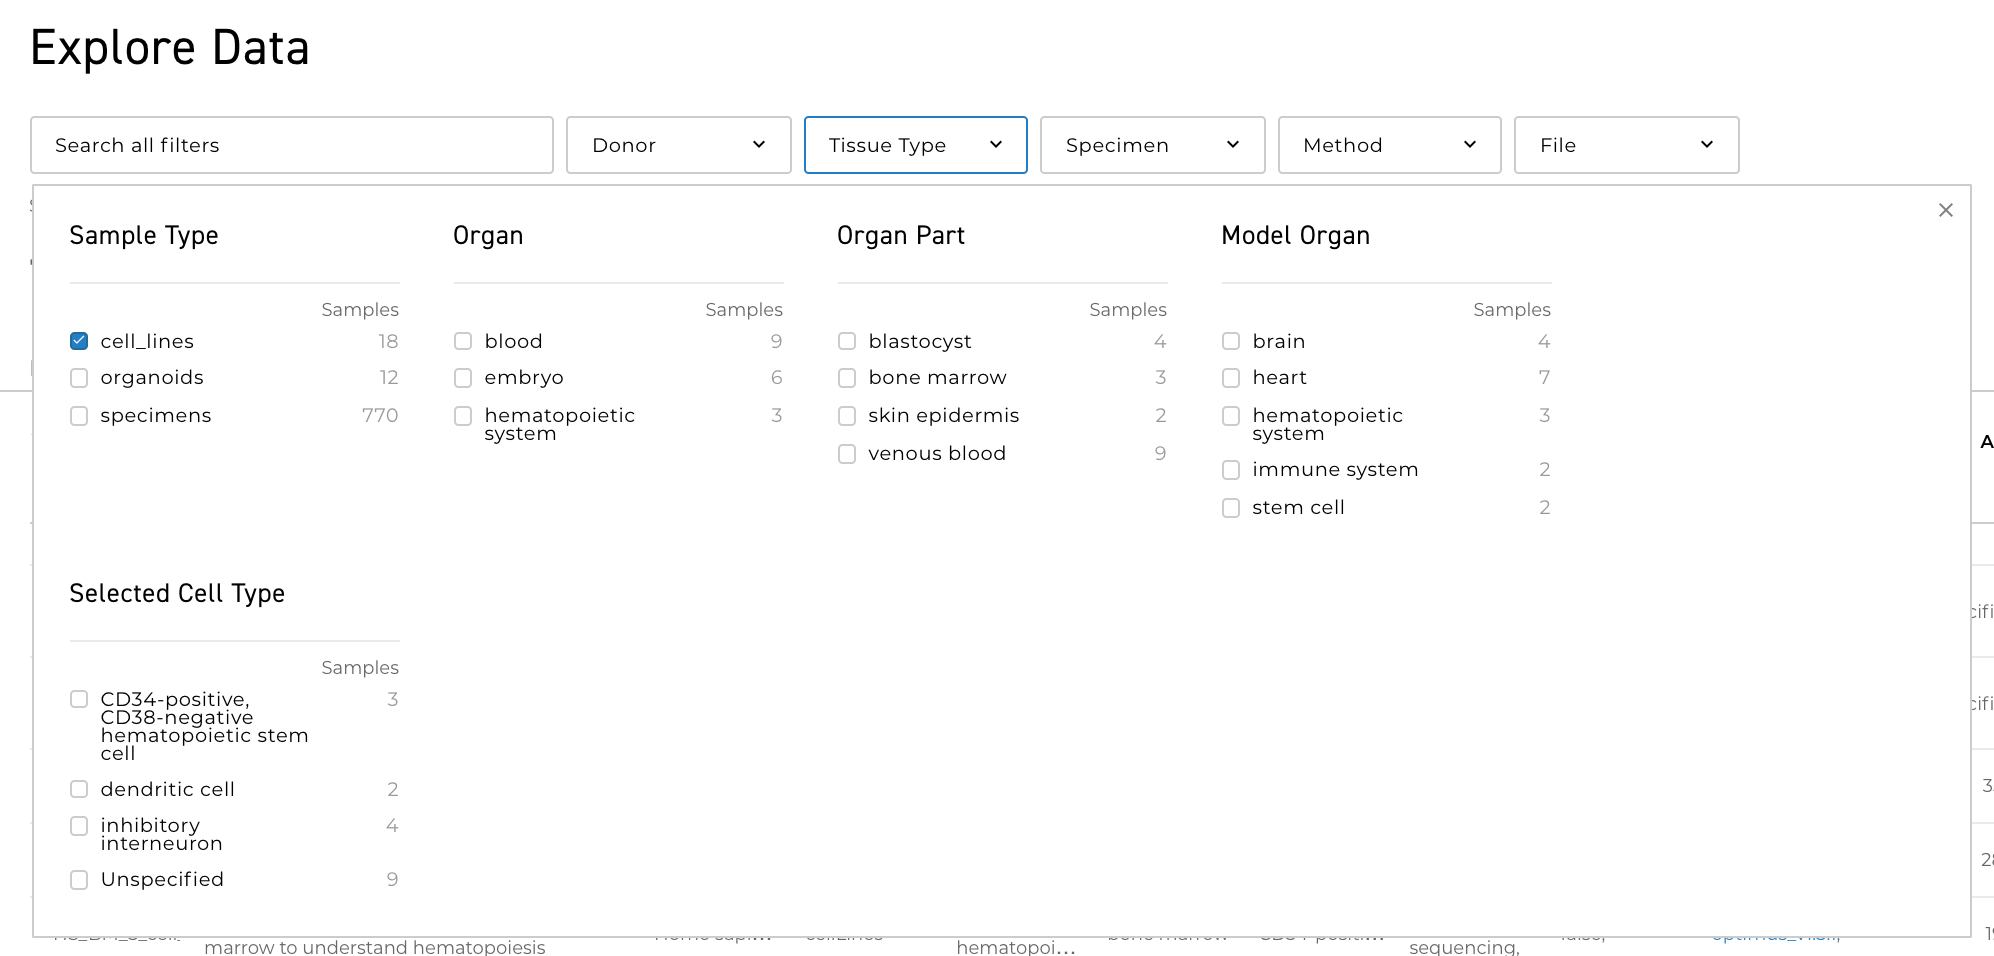 Explore Data
Search all filters
Donor
Tissue Type
Specimen
Method
File
Sample Type
Samples
cell_lines 18
organoids 12
specimens 770
Organ
Samples
blood 9
embryo 6
hematopoietic 3
system
Organ Part
Samples
blastocyst 4
bone marrow 3
skin epidermis 2
venous blood 9
Model Organ
Samples
brain 4
heart 7
hematopoietic 3
system
immune system 2
stem cell 2
Selected Cell Type
Samples
CD34-positive, 3
CD38-negative
hematopoietic stem
cell
dendritic cell 2
inhibitory 4
interneuron
Unspecified 9
marrow to understand hematopoiesis
hematopoi...
sequencing,